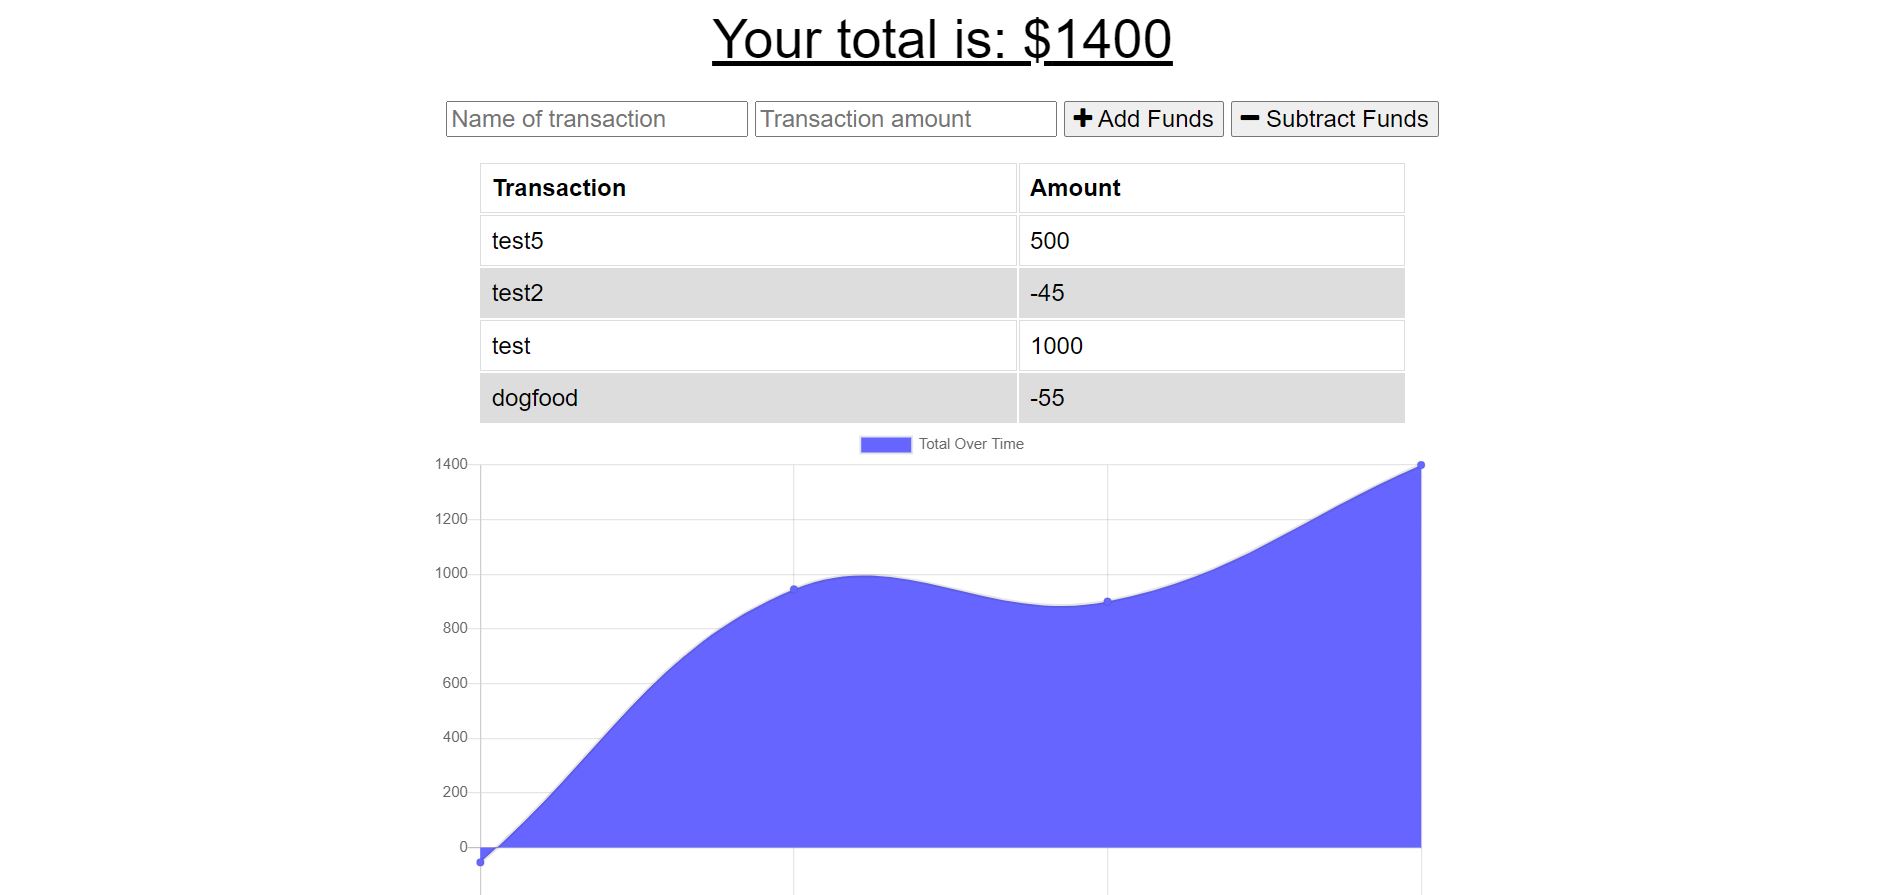 Your total is: $1400
Name of transaction Transaction amount Add Funds Subtract Funds
Transaction Amount
test5 500
test2 -45
test 1000
dogfood -55
Total Over Time
1400
1200
1000
800
600
400
200
0